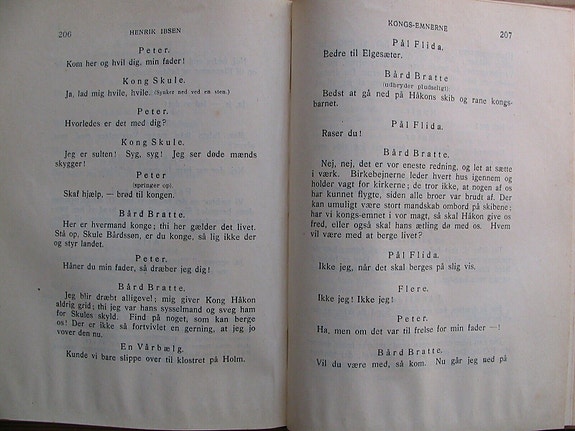 206
HENRIK IBSEN
Peter.
Kom her og hvil dig, min fader!
Kong Skule.
Ja, lad mig hvile, hvile. (Synker ned ved en sten.)
Peter.
Hvorledes er det med dig?
Kong Skule.
Jeg er sulten! Syg, syg! Jeg ser døde mænds
skygger!
Peter
(springer op).
Skaf hjælp, — brød til kongen.
Bård Bratte.
Her er hvermand konge; thi her gælder det livet.
Stå op, Skule Bårdssøn, er du konge, så lig ikke der
og styr landet.
Peter.
Håner du min fader, så dræber jeg dig!
Bård Bratte.
Jeg blir dræbt alligevel; mig giver Kong Håkon
aldrig grid; thi jeg var hans sysselmand og sveg ham
for Skules skyld. Find på noget, som kan berge
os! Der er ikke så fortvivlet en gerning, at jeg jo
vover den nu.
En Vårbælg.
Kunde vi bare slippe over til klostret på Holm.
KONGS-EMNERNE
207
Pål Flida.
Bedre til Elgesæter.
Bård Bratte
(udbryder pludselig).
Bedst at gå ned på Håkons skib og rane kongs-
barnet.
Pål Flida.
Raser du!
Bård Bratte.
Nej, nej, det er vor eneste redning, og let at sætte
i værk. Birkebejnerne leder hvert hus igennem og
holder vagt for kirkerne; de tror ikke, at nogen af os
har kunnet flygte, siden alle broer var brudt af. Der
kan umuligt være stort mandskab ombord på skibene;
har vi kongs-emnet i vor magt, så skal Håkon give os
fred, eller også skal hans ætling dø med os. Hvem
vil være med at berge livet?
Pål Flida.
Ikke jeg, når det skal berges på slig vis.
Flere.
Ikke jeg! Ikke jeg!
Peter.
Ha, men om det var til frelse for min fader —!
Bård Bratte.
Vil du være med, så kom. Nu går jeg ned på